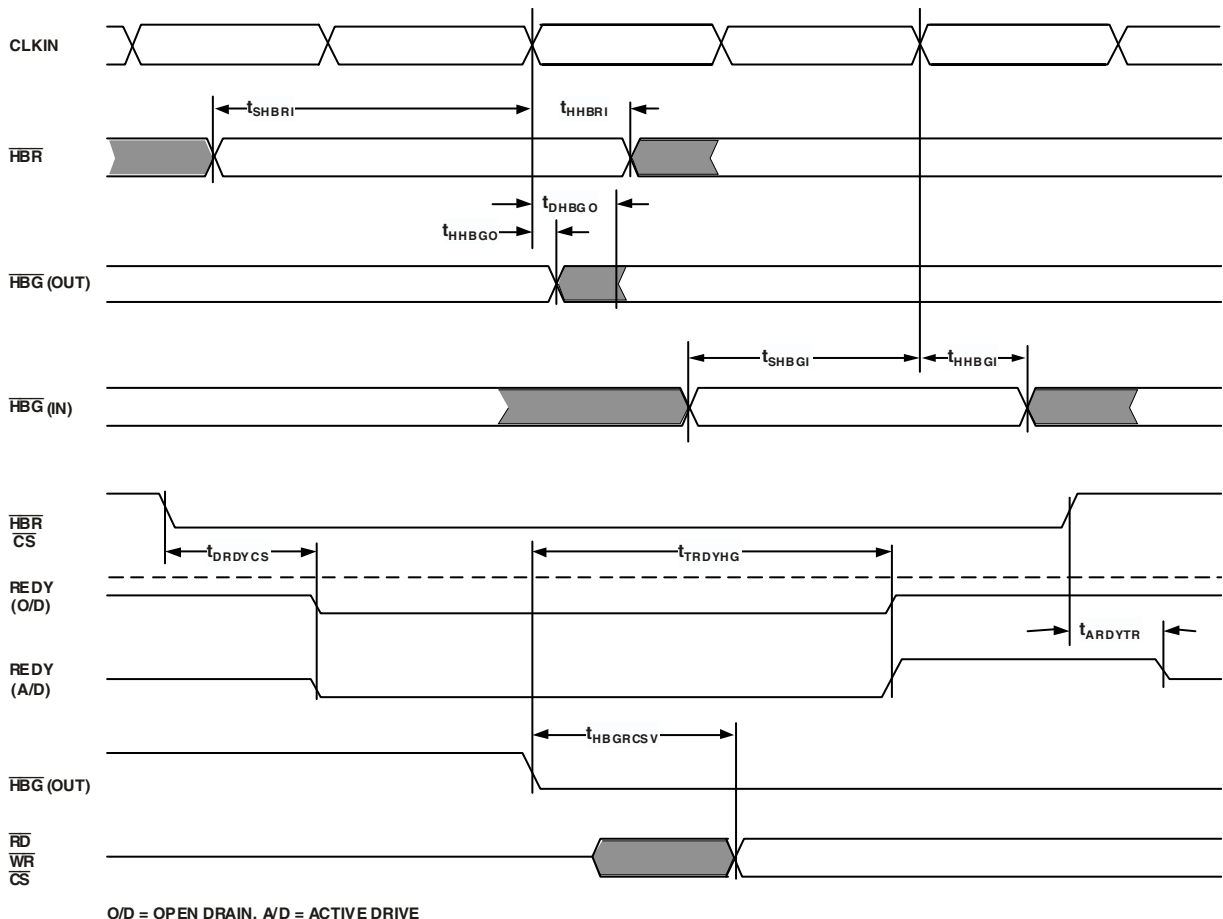 CLKIN
tSHBRI
tHHBRI
HBR
tDHBGO
tHHBGO
HBG (OUT)
tSHBGI
tHHBGI
HBG (IN)
HBR
CS
tDRDYCS
tTRDYHG
REDY
(O/D)
tARDYTR
REDY
(A/D)
tHBGRCSV
HBG (OUT)
RD
WR
CS
O/D = OPEN DRAIN, A/D = ACTIVE DRIVE